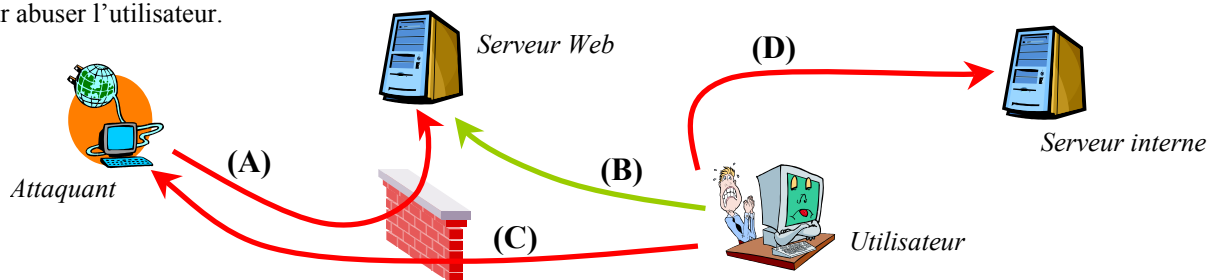 abuser l’utilisateur.
Serveur Web
(D)
Serveur interne
(A)
Attaquant
(B)
(C)
Utilisateur